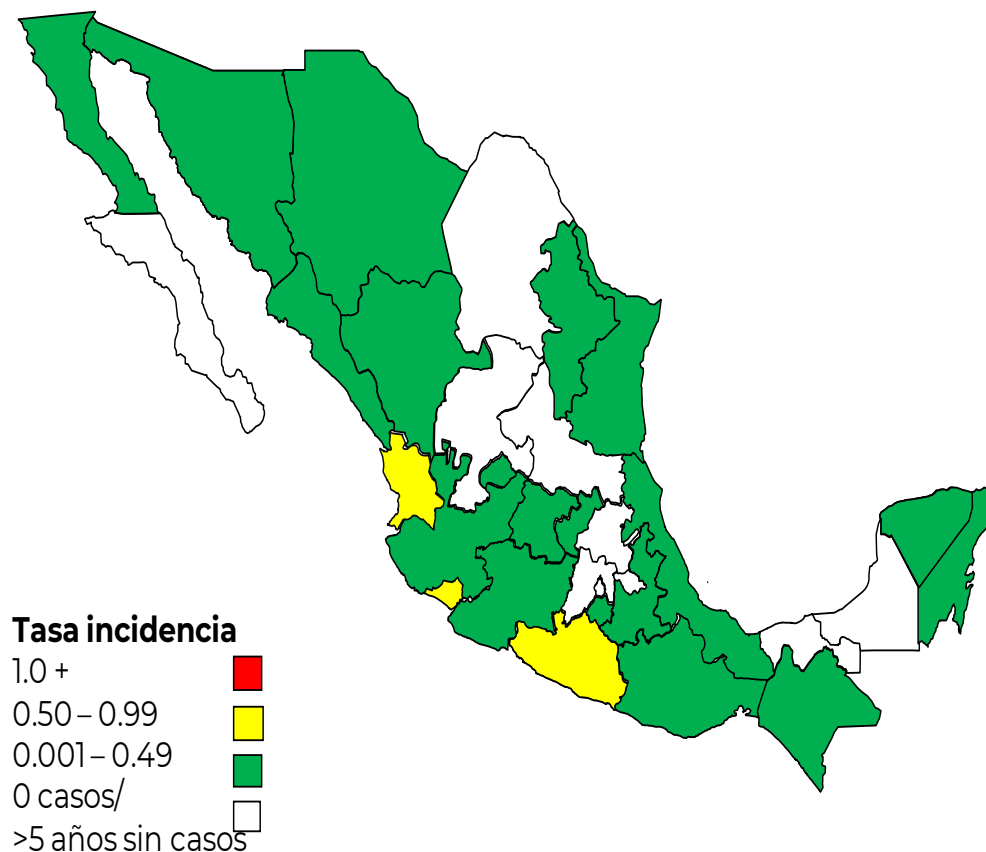 Tasa incidencia
1.0 +
0.50 – 0.99
0.001 – 0.49
0 casos/
>5 años sin casos